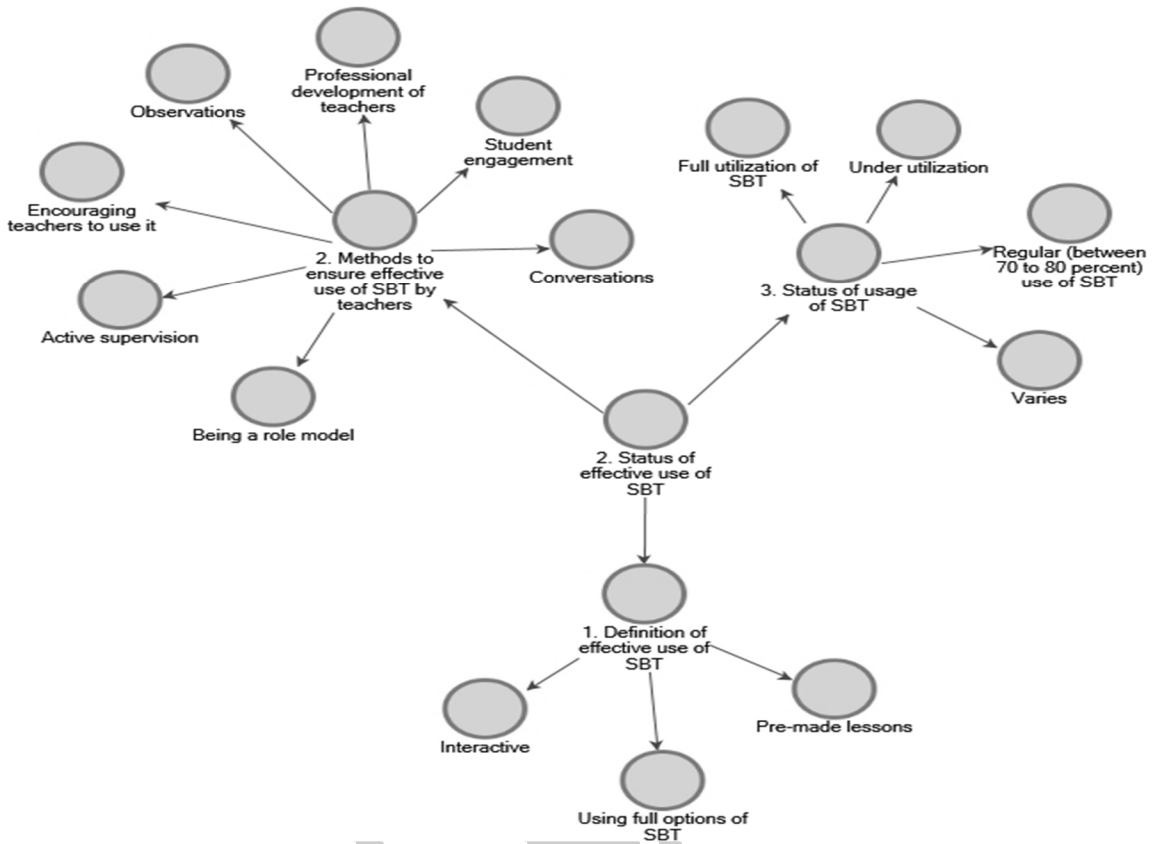 Professional
development of
teachers
Observations
Student
engagement
Encouraging
teachers to use it
2. Methods to
ensure effective
use of SBT by
teachers
Conversations
Active supervision
Being a role model
Full utilization of
SBT
Under utilization
Regular (between
70 to 80 percent)
use of SBT
3. Status of usage
of SBT
Varies
2. Status of
effective use of
SBT
1. Definition of
effective use of
SBT
Interactive
Pre-made lessons
Using full options of
SBT